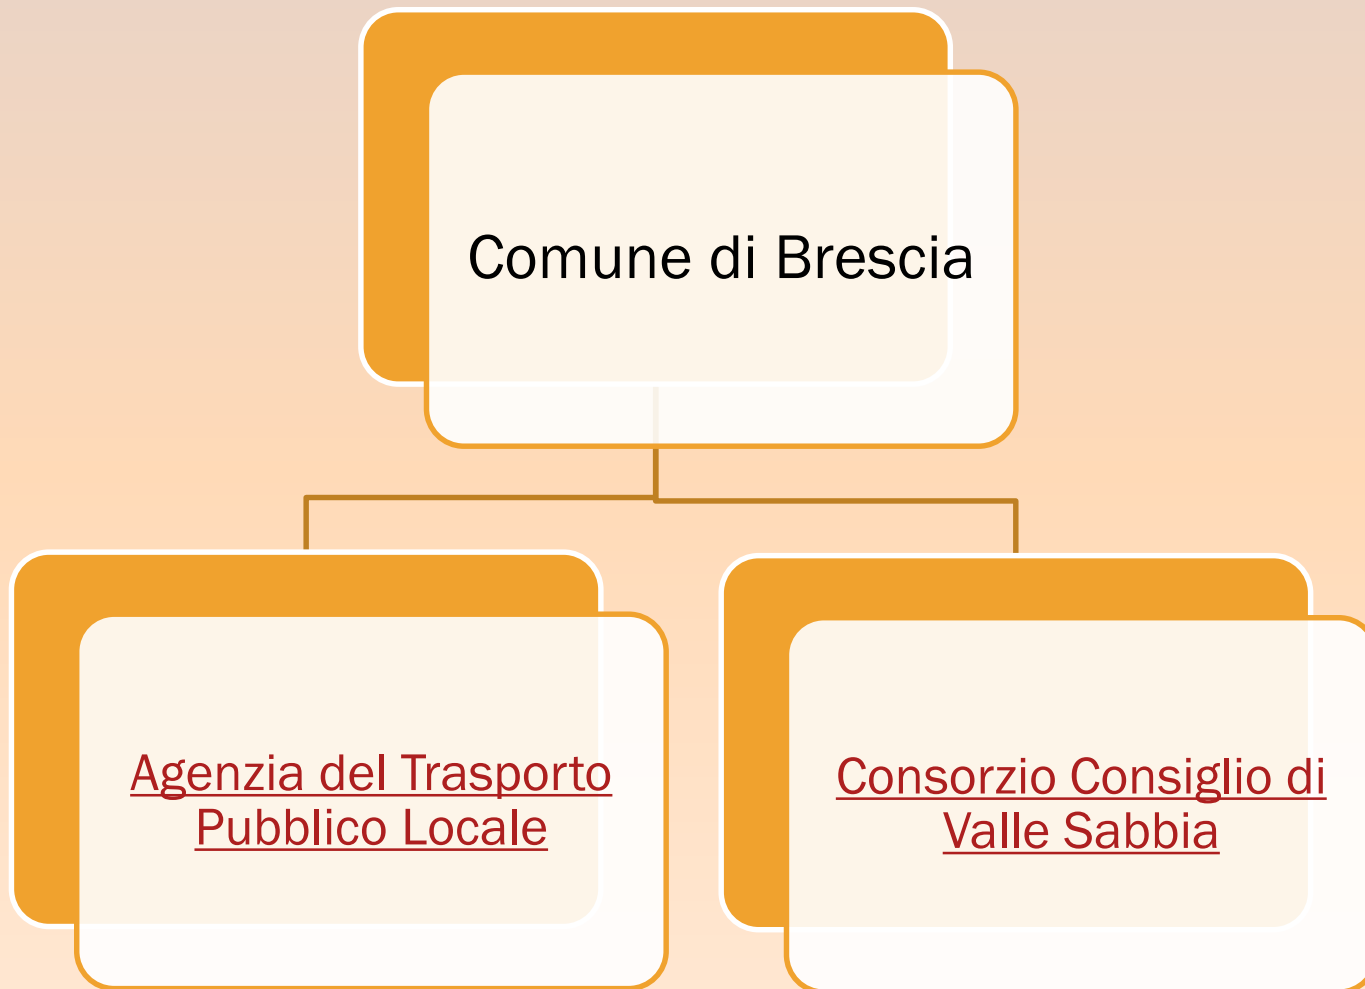 Comune di Brescia
Agenzia del Trasporto
Pubblico Locale
Consorzio Consiglio di
Valle Sabbia